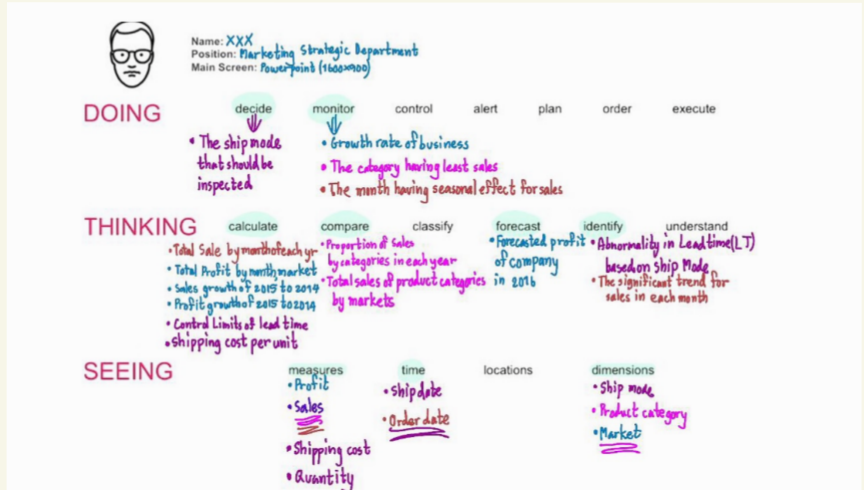 Name: XXX
Position: Marketing Strategic Department
Main Screen: PowerPoint (1600x900)
DOING
decide monitor control alert plan order execute
• The ship mode
that should be
inspected
• Growth rate of business
• The category having least sales
• The month having seasonal effect for sales
THINKING
calculate compare classify forecast identify understand
• Total Sale by month of each yr
• Total Profit by month, market
• Sales growth of 2015 to 2014
• Profit growth of 2015 to 2014
• Control Limits of lead time
• Shipping cost per unit
• Proportion of Sales
by categories in each year
• Total sales of product categories
by markets
• Forecasted profit
of company
in 2016
• Abnormality in Lead time (LT)
based on ship Mode
• The significant trend for
sales in each month
SEEING
measures time locations dimensions
• Profit
• Sales
• Shipping cost
• Quantity
• Ship date
• Order date
• Ship mode
• Product category
• Market